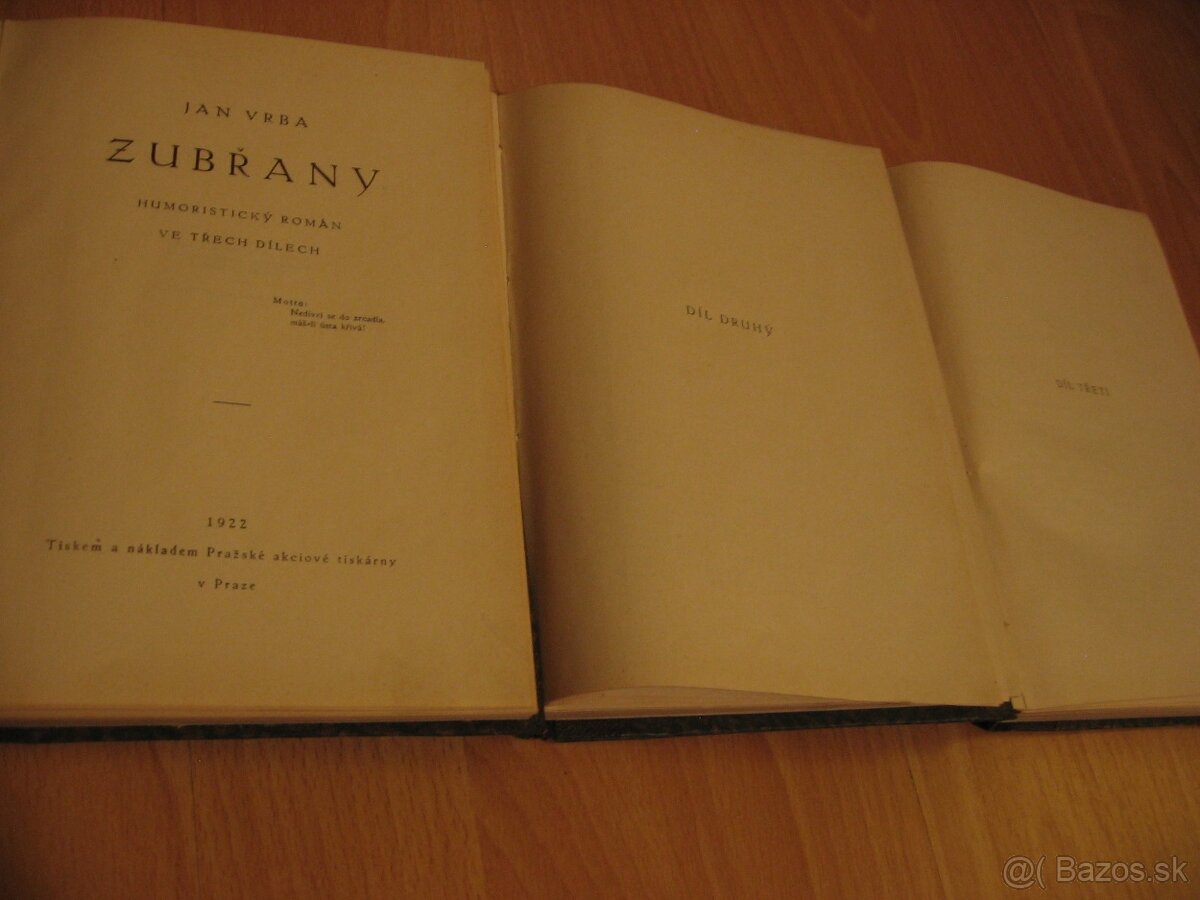 JAN VRBA
ZUBŘANY
HUMORISTICKÝ ROMÁN
VE TŘECH DÍLECH
Motto:
Nedívej se do zrcadla,
máš-li ústa křivá!
1922
Tiskem a nákladem Pražské akciové tiskárny
v Praze
DÍL DRUHÝ
DÍL TŘETÍ
@( Bazos.sk